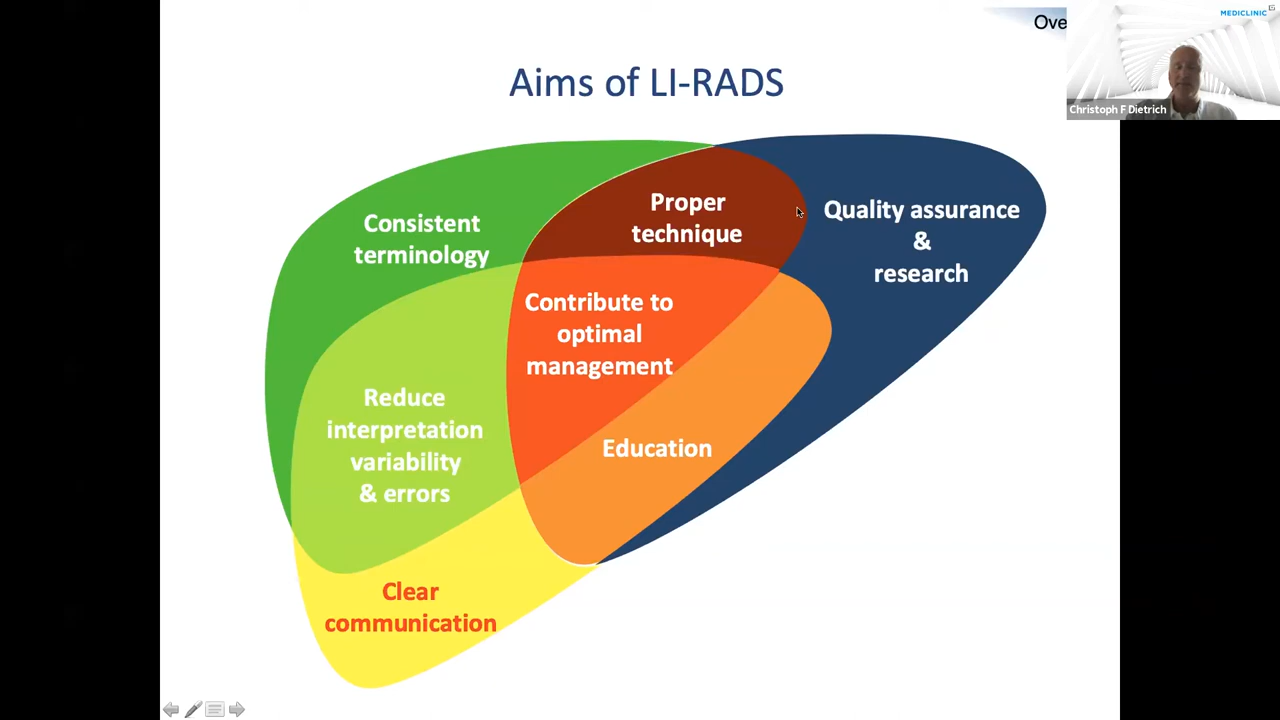 Ove
MEDICLINIC
Christoph F Dietrich
Aims of LI-RADS
Consistent
terminology
Proper
technique
Quality assurance
&
research
Contribute to
optimal
management
Reduce
interpretation
variability
& errors
Education
Clear
communication